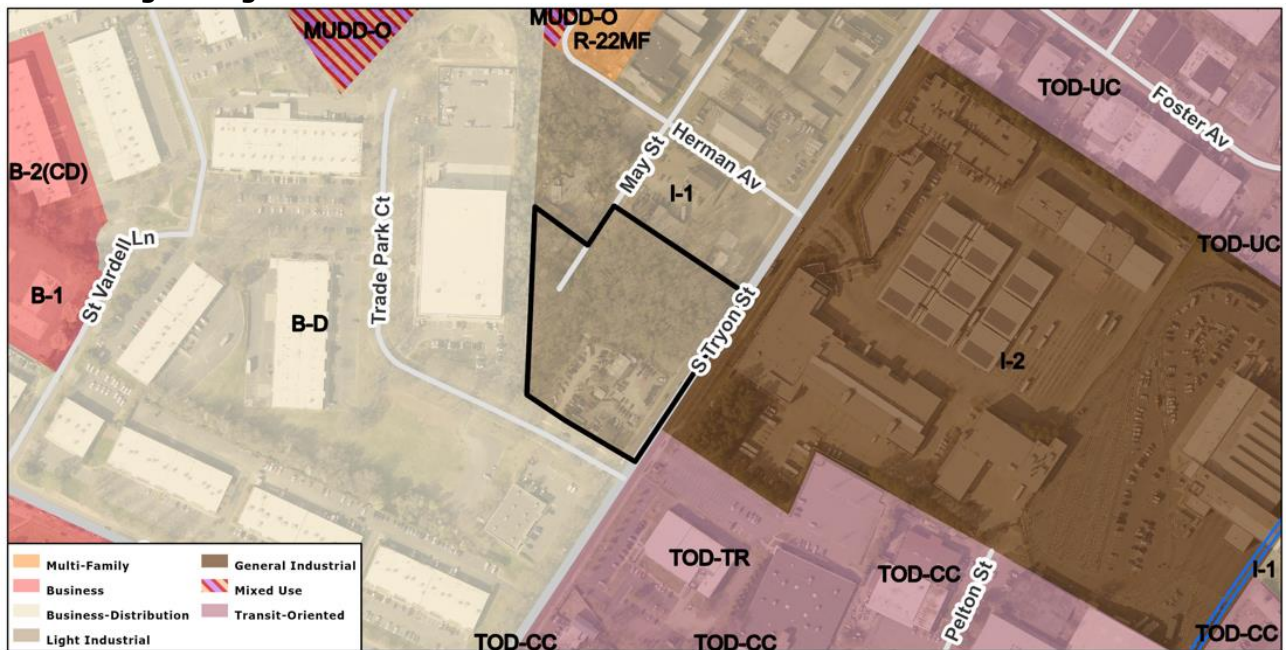 MUDD-O
MUDD-O
R-22MF
TOD-UC
Foster Av
B-2(CD)
May St
Herman Av
I-1
Trade Park Ct
St Vardell Ln
TOD-UC
B-1
B-D
S Tryon St
I-2
TOD-TR
TOD-CC
Pelton St
I-1
TOD-CC
TOD-CC
TOD-CC
Multi-Family
Business
Business-Distribution
Light Industrial
General Industrial
Mixed Use
Transit-Oriented